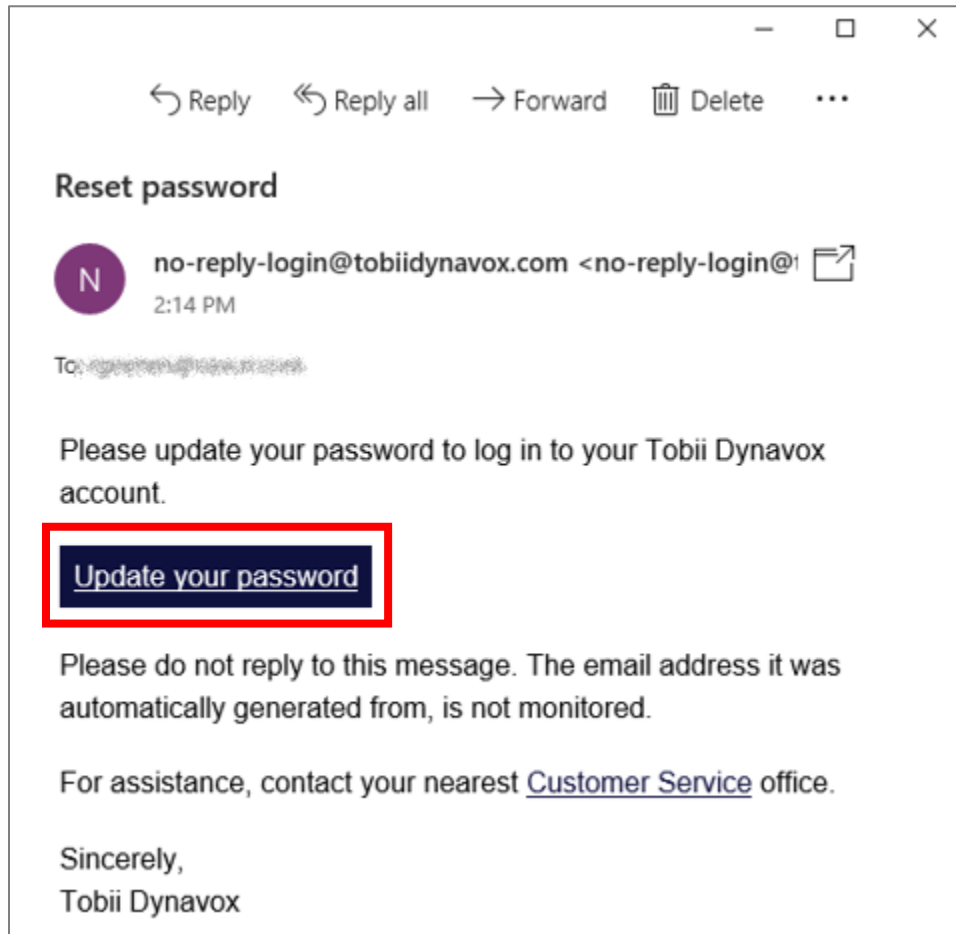 Reply Reply all Forward Delete ...
Reset password
N
no-reply-login@tobiidynavox.com <no-reply-login@
2:14 PM
To:
Please update your password to log in to your Tobii Dynavox
account.
Update your password
Please do not reply to this message. The email address it was
automatically generated from, is not monitored.
For assistance, contact your nearest Customer Service office.
Sincerely,
Tobii Dynavox